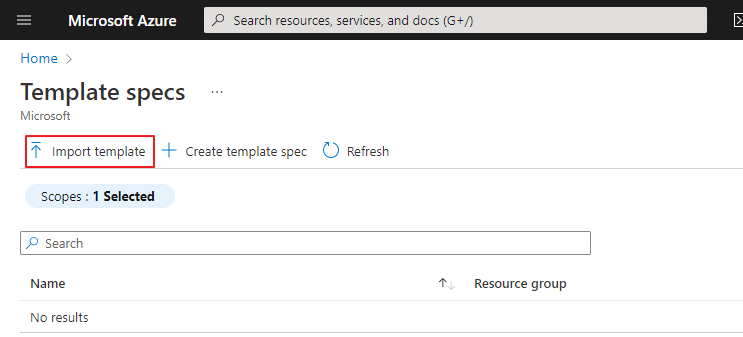 Microsoft Azure Search resources, services, and docs (G+/)
Home >
Template specs ...
Microsoft
Import template + Create template spec Refresh
Scopes : 1 Selected
Search
Name ↑↓ Resource group
No results